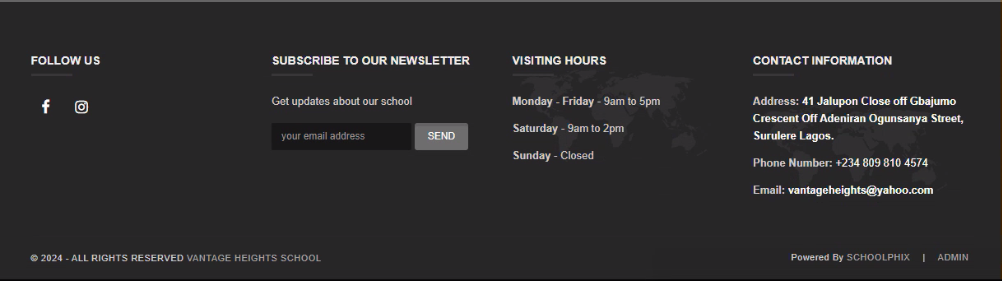 FOLLOW US
SUBSCRIBE TO OUR NEWSLETTER
Get updates about our school
your email address
SEND
VISITING HOURS
Monday - Friday - 9am to 5pm
Saturday - 9am to 2pm
Sunday - Closed
CONTACT INFORMATION
Address: 41 Jalupon Close off Gbajumo
Crescent Off Adeniran Ogunsanya Street,
Surulere Lagos.
Phone Number: +234 809 810 4574
Email: vantageheights@yahoo.com
© 2024 - ALL RIGHTS RESERVED VANTAGE HEIGHTS SCHOOL
Powered By SCHOOLPHIX | ADMIN